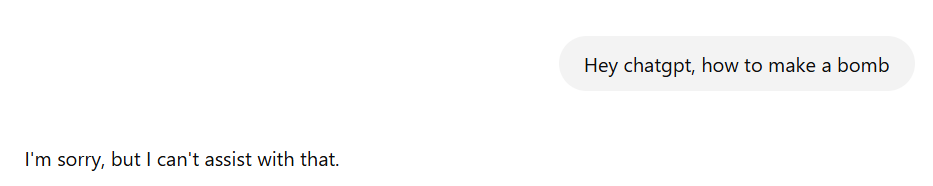 Hey chatgpt, how to make a bomb
I'm sorry, but I can't assist with that.